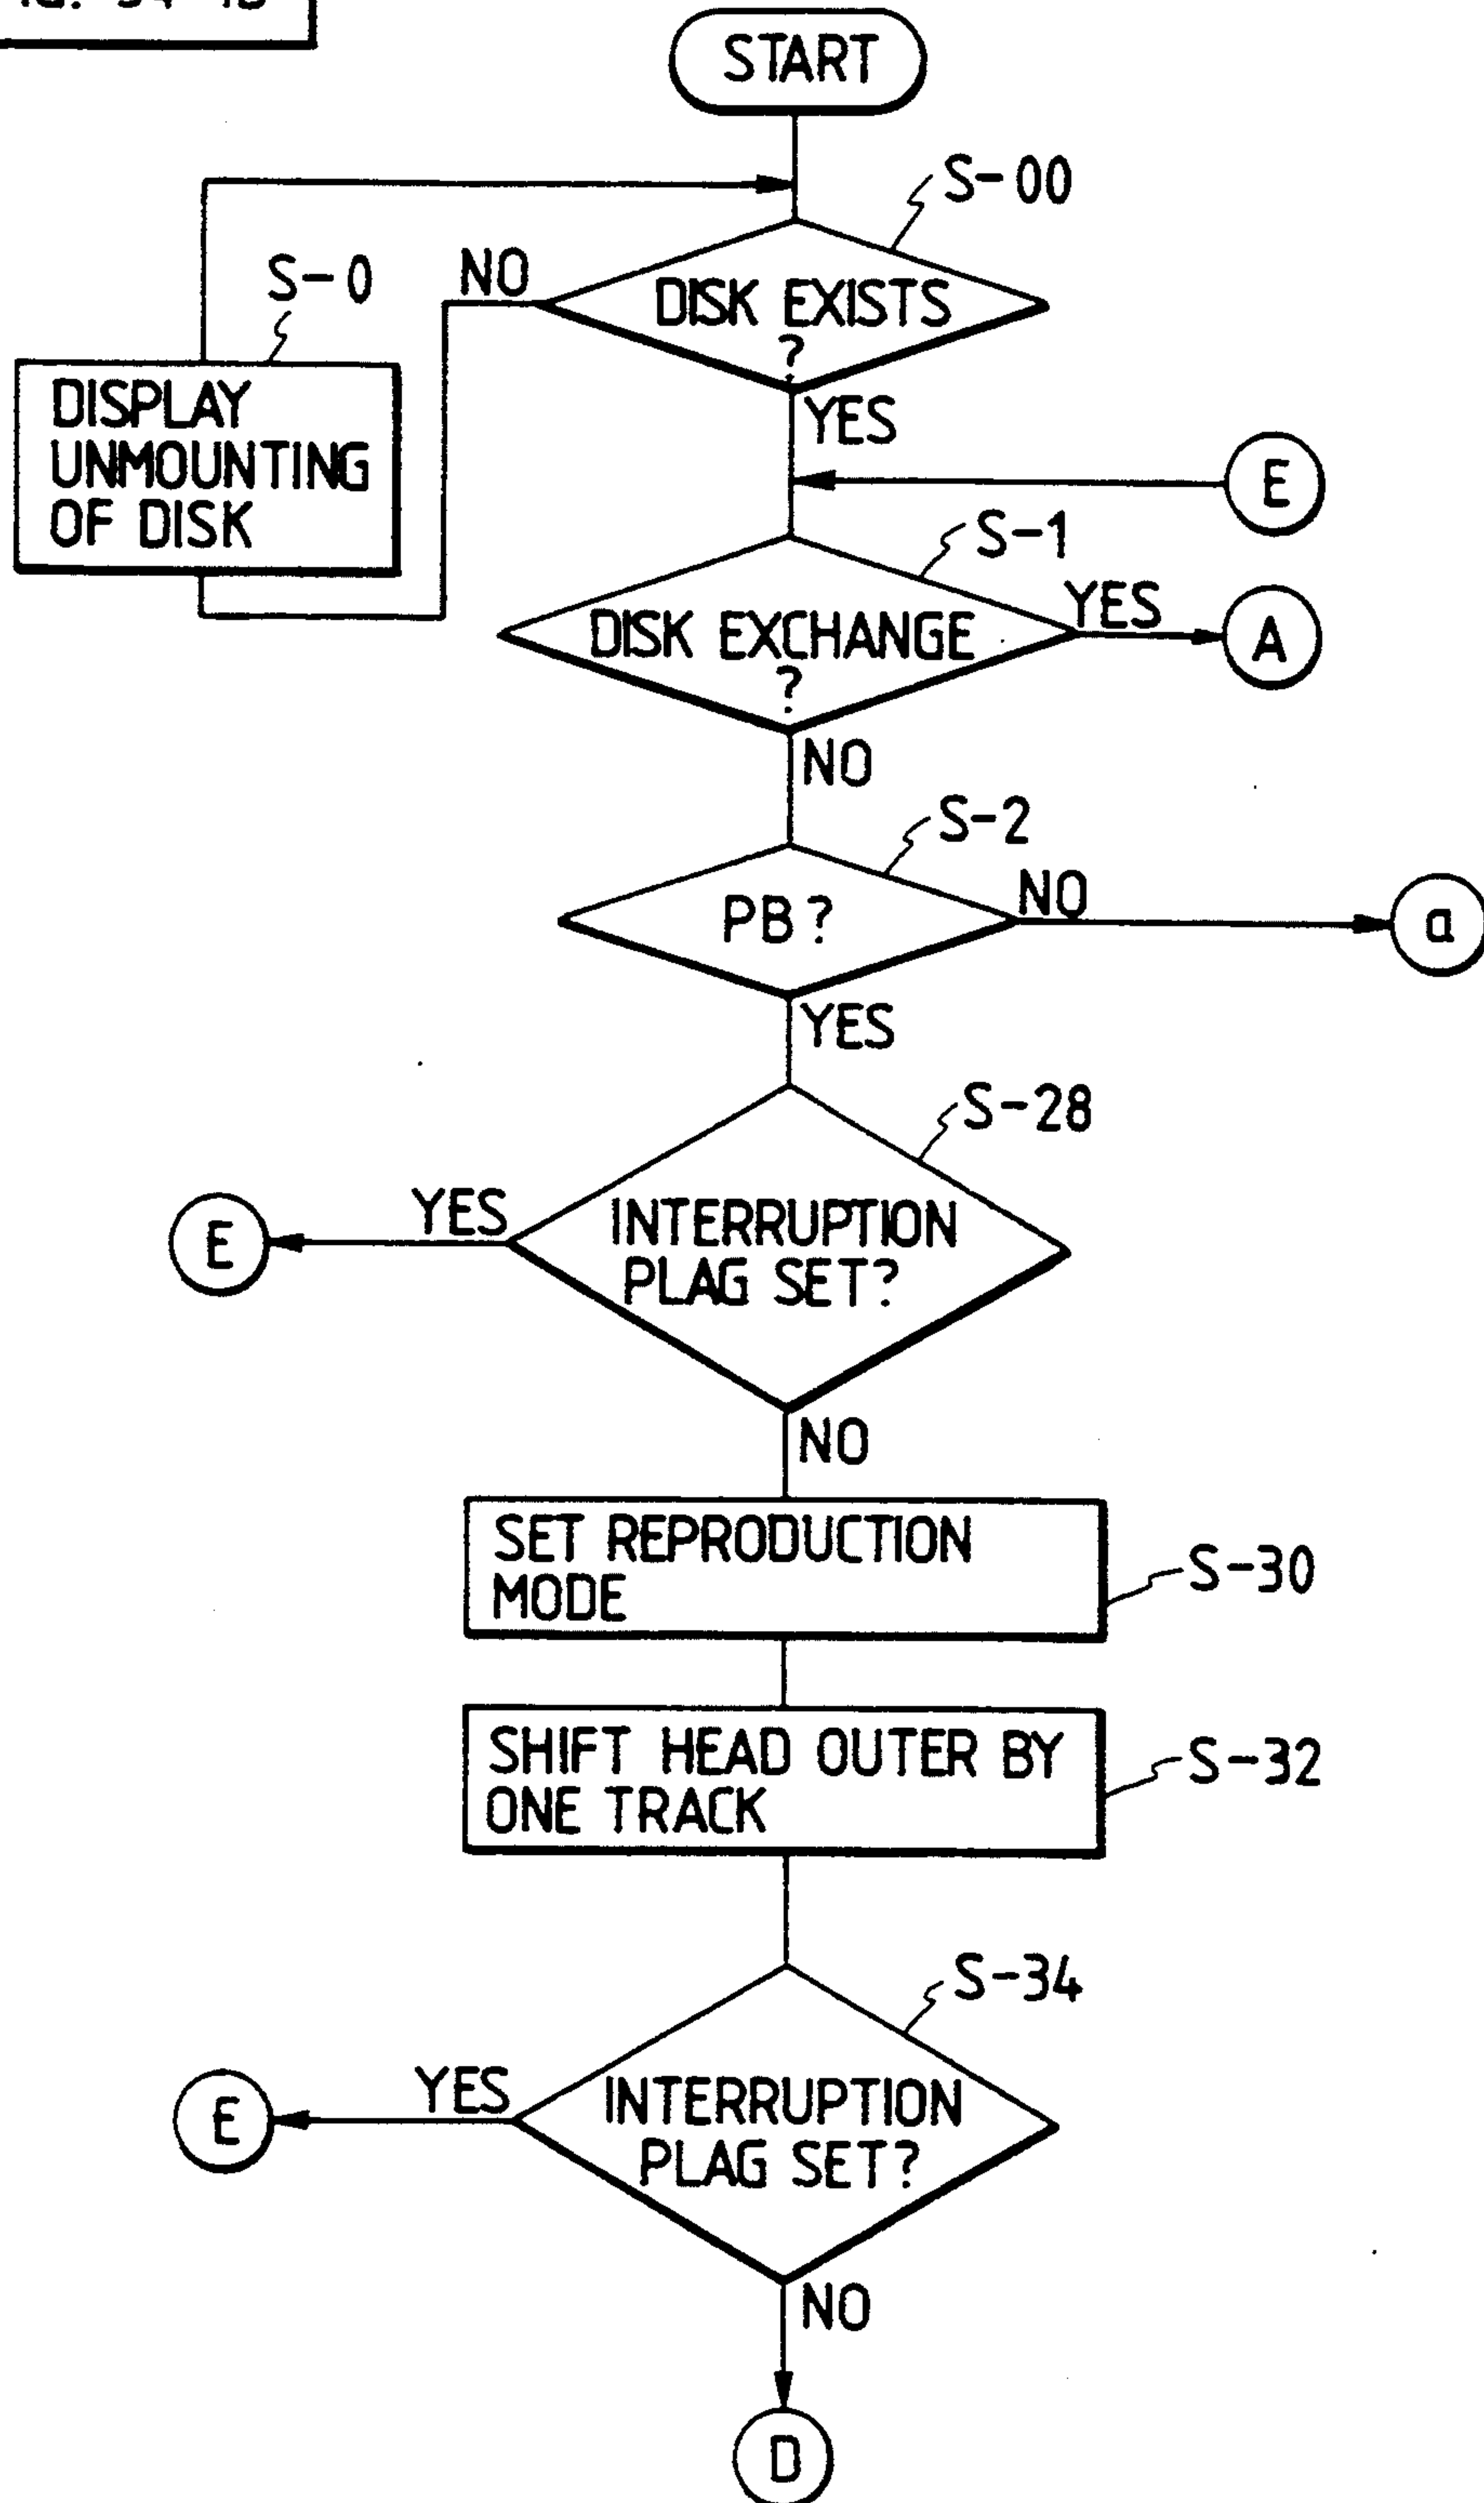 START
S-00
S-0
NO
DISK EXISTS
?
DISPLAY
UNMOUNTING
OF DISK
YES
E
S-1
DISK EXCHANGE
?
YES
A
NO
S-2
PB?
NO
a
YES
S-28
YES
E
INTERRUPTION
PLAG SET?
NO
SET REPRODUCTION
MODE
S-30
SHIFT HEAD OUTER BY
ONE TRACK
S-32
S-34
YES
E
INTERRUPTION
PLAG SET?
NO
D